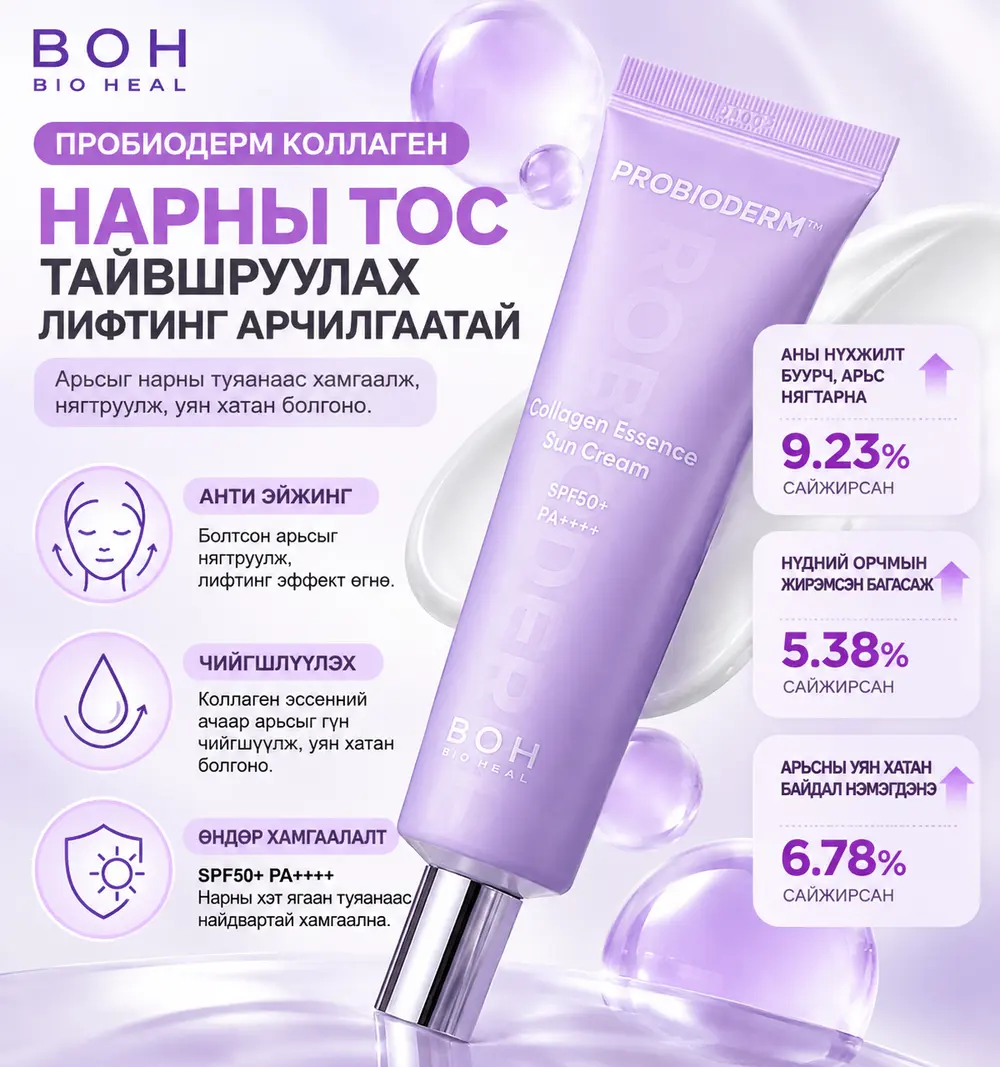 BOH
BIO HEAL
ПРОБИОДЕРМ КОЛЛАГЕН
НАРНЫ ТОС
ТАЙВШРУУЛАХ
ЛИФТИНГ АРЧИЛГААТАЙ
Арьсыг нарны туяанаас хамгаалж,
нягтруулж, уян хатан болгоно.
АНТИ ЭЙЖИНГ
Болтсон арьсыг
нягтруулж,
лифтинг эффект өгнө.
ЧИЙГШЛҮҮЛЭХ
Коллаген эссенний
ачаар арьсыг гүн
чийгшүүлж, уян хатан
болгоно.
ӨНДӨР ХАМГААЛАЛТ
SPF50+ PA++++
Нарны хэт ягаан туяанаас
найдвартай хамгаална.
PROBIODERM™
Collagen Essence
Sun Cream
SPF50+
PA++++
BOH
BIO HEAL
АНЫ НҮХЖИЛТ
БУУРЧ, АРЬС
НЯГТАРНА
9.23%
САЙЖИРСАН
НҮДНИЙ ОРЧМЫН
ЖИРЭМСЭН БАГАСАЖ
5.38%
САЙЖИРСАН
АРЬСНЫ УЯН ХАТАН
БАЙДАЛ НЭМЭГДЭНЭ
6.78%
САЙЖИРСАН